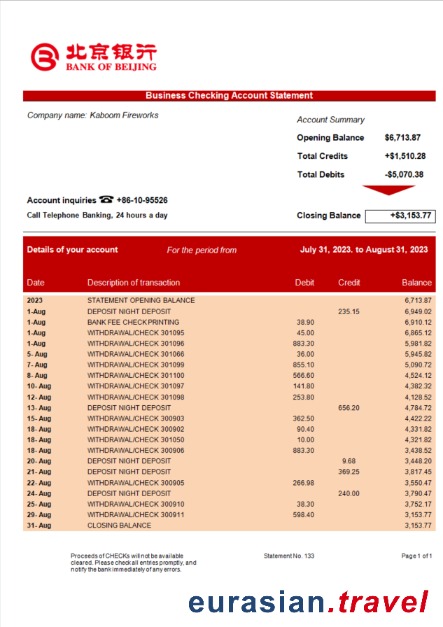 北京银行
BANK OF BEIJING
Business Checking Account Statement
Company name: Kaboom Fireworks
Account Summary
Opening Balance $6,713.87
Total Credits +$1,510.28
Total Debits -$5,070.38
Account inquiries ☎ +86-10-95526
Call Telephone Banking, 24 hours a day
Closing Balance +$3,153.77
Details of your account For the period from July 31, 2023. to August 31, 2023
Date Description of transaction Debit Credit Balance
2023 STATEMENT OPENING BALANCE 6,713.87
1-Aug DEPOSIT NIGHT DEPOSIT 235.15 6,949.02
1-Aug BANK FEE CHECKPRINTING 38.90 6,910.12
1-Aug WITHDRAWAL/CHECK 301095 45.00 6,865.12
1-Aug WITHDRAWAL/CHECK 301096 883.30 5,981.82
5- Aug WITHDRAWAL/CHECK 301066 36.00 5,945.82
7- Aug WITHDRAWAL/CHECK 301099 855.10 5,090.72
8- Aug WITHDRAWAL/CHECK 301100 566.60 4,524.12
10- Aug WITHDRAWAL/CHECK 301097 141.80 4,382.32
12- Aug WITHDRAWAL/CHECK 301098 253.80 4,128.52
13- Aug DEPOSIT NIGHT DEPOSIT 656.20 4,784.72
15- Aug WITHDRAWAL/CHECK 300903 362.50 4,422.22
18- Aug WITHDRAWAL/CHECK 300902 90.40 4,331.82
18- Aug WITHDRAWAL/CHECK 301050 10.00 4,321.82
18- Aug WITHDRAWAL/CHECK 300906 883.30 3,438.52
20- Aug DEPOSIT NIGHT DEPOSIT 9.68 3,448.20
21- Aug DEPOSIT NIGHT DEPOSIT 369.25 3,817.45
22- Aug WITHDRAWAL/CHECK 300905 266.98 3,550.47
24- Aug DEPOSIT NIGHT DEPOSIT 240.00 3,790.47
25- Aug WITHDRAWAL/CHECK 300910 38.30 3,752.17
29- Aug WITHDRAWAL/CHECK 300911 598.40 3,153.77
31- Aug CLOSING BALANCE 3,153.77
Proceeds of CHECKs will not be available
cleared. Please check all entries promptly, and
notify the bank immediately of any errors.
Statement No. 133
Page 1 of 1
eurasian.travel